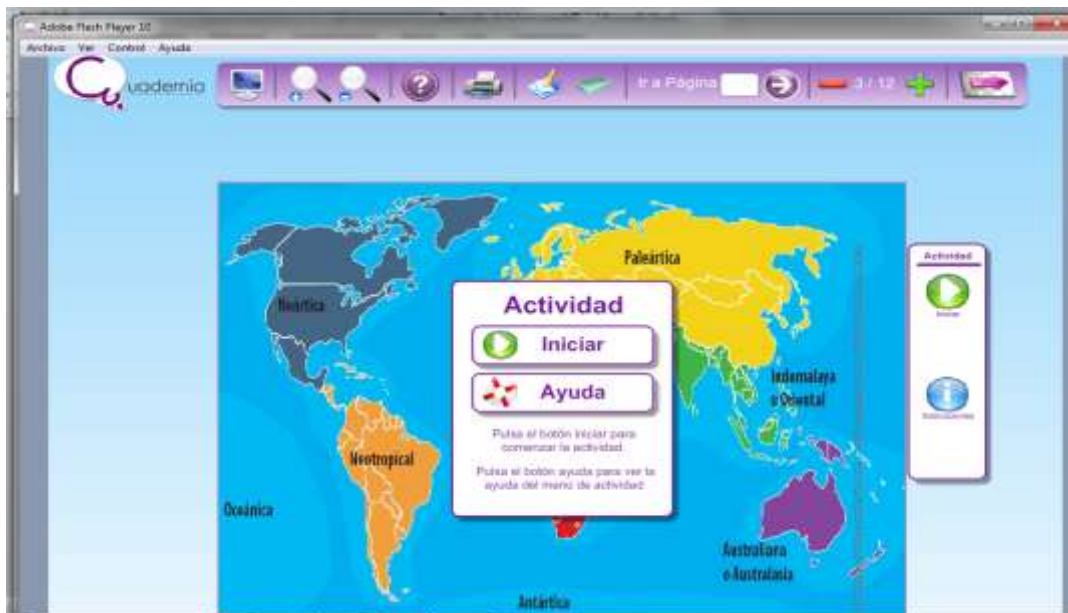 Adobe Flash Player 10
Archivo Ver Control Ayuda
Cuadernia
Ir a Página
3 / 12
Paleártica
Neártica
Actividad
Iniciar
Ayuda
Pulsa el botón Iniciar para
comenzar la actividad.
Pulsa el botón ayuda para ver la
ayuda del menú de actividad
Indomalaya
u Oriental
Neotropical
Oceánica
Australiana
o Australasia
Antártica
Actividad
Iniciar